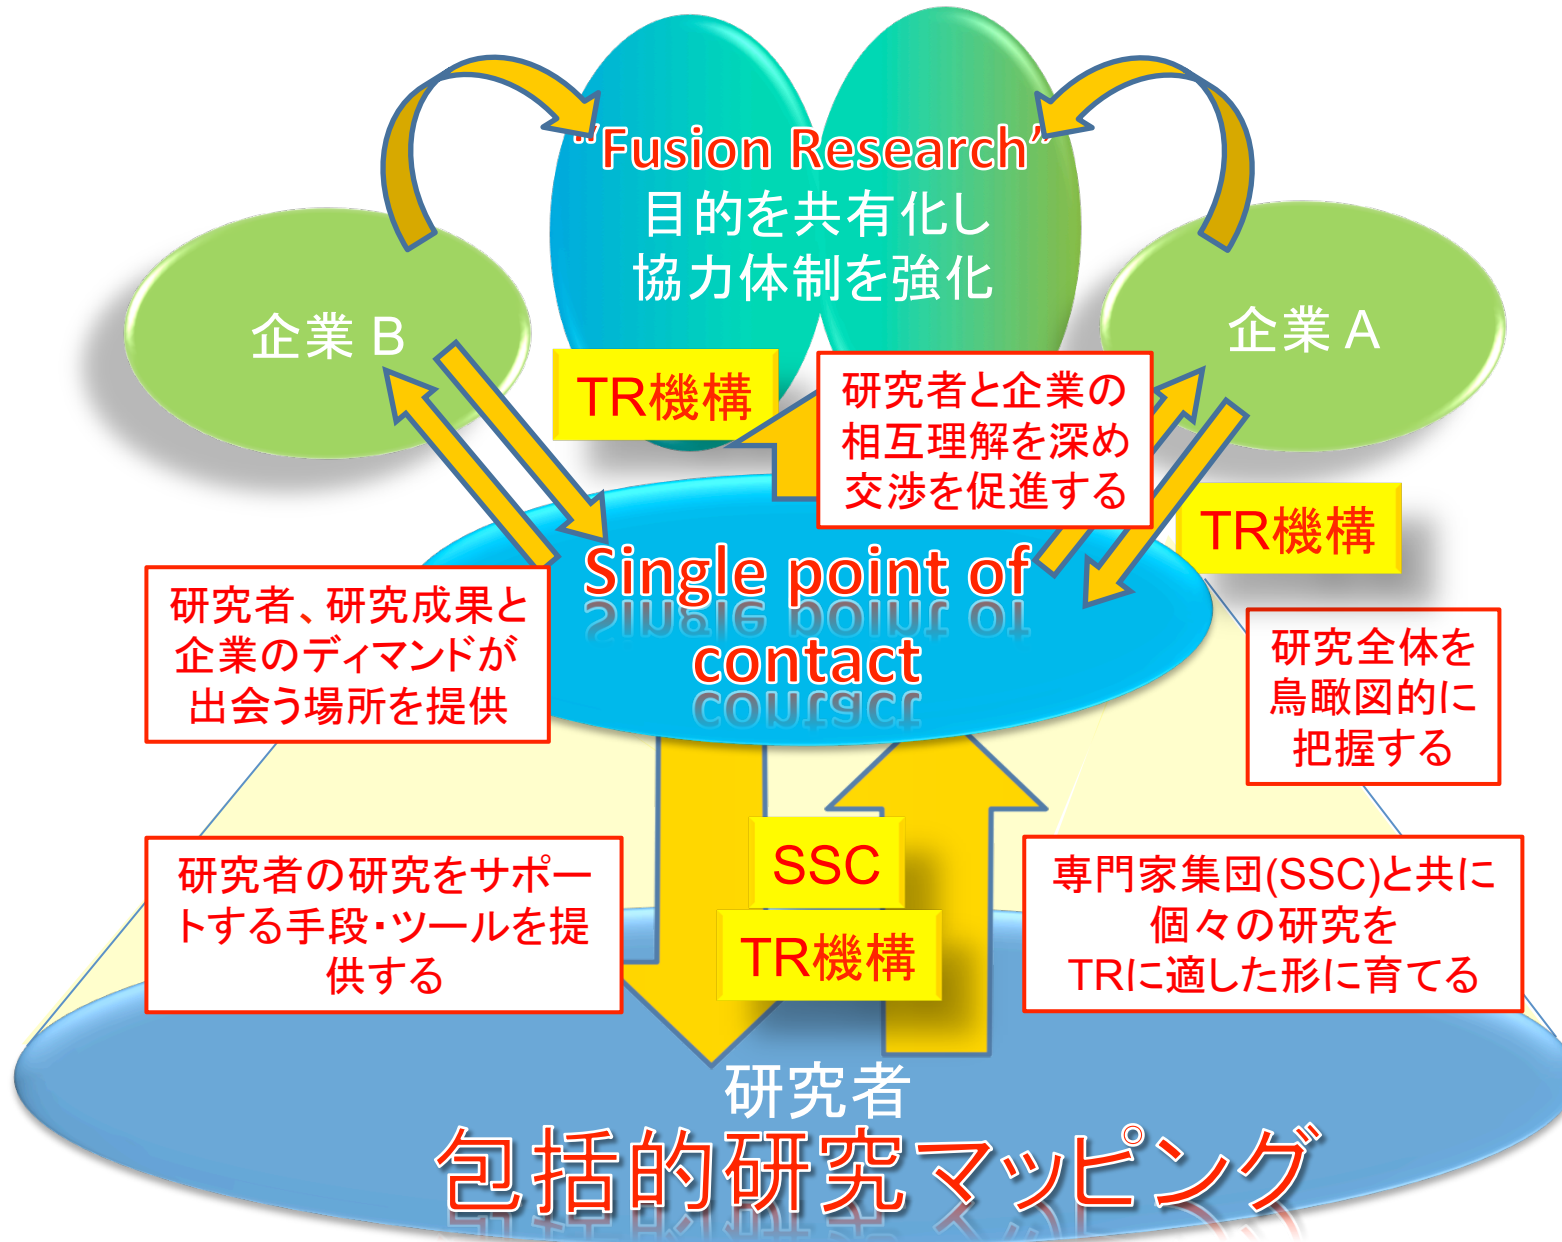 "Fusion Research"
目的を共有化し
協力体制を強化
企業 B
企業 A
TR機構
研究者と企業の
相互理解を深め
交渉を促進する
TR機構
Single point of
contact
研究者、研究成果と
企業のディマンドが
出会う場所を提供
研究全体を
鳥瞰図的に
把握する
研究者の研究をサポー
トする手段・ツールを提
供する
SSC
TR機構
専門家集団(SSC)と共に
個々の研究を
TRに適した形に育てる
研究者
包括的研究マッピング